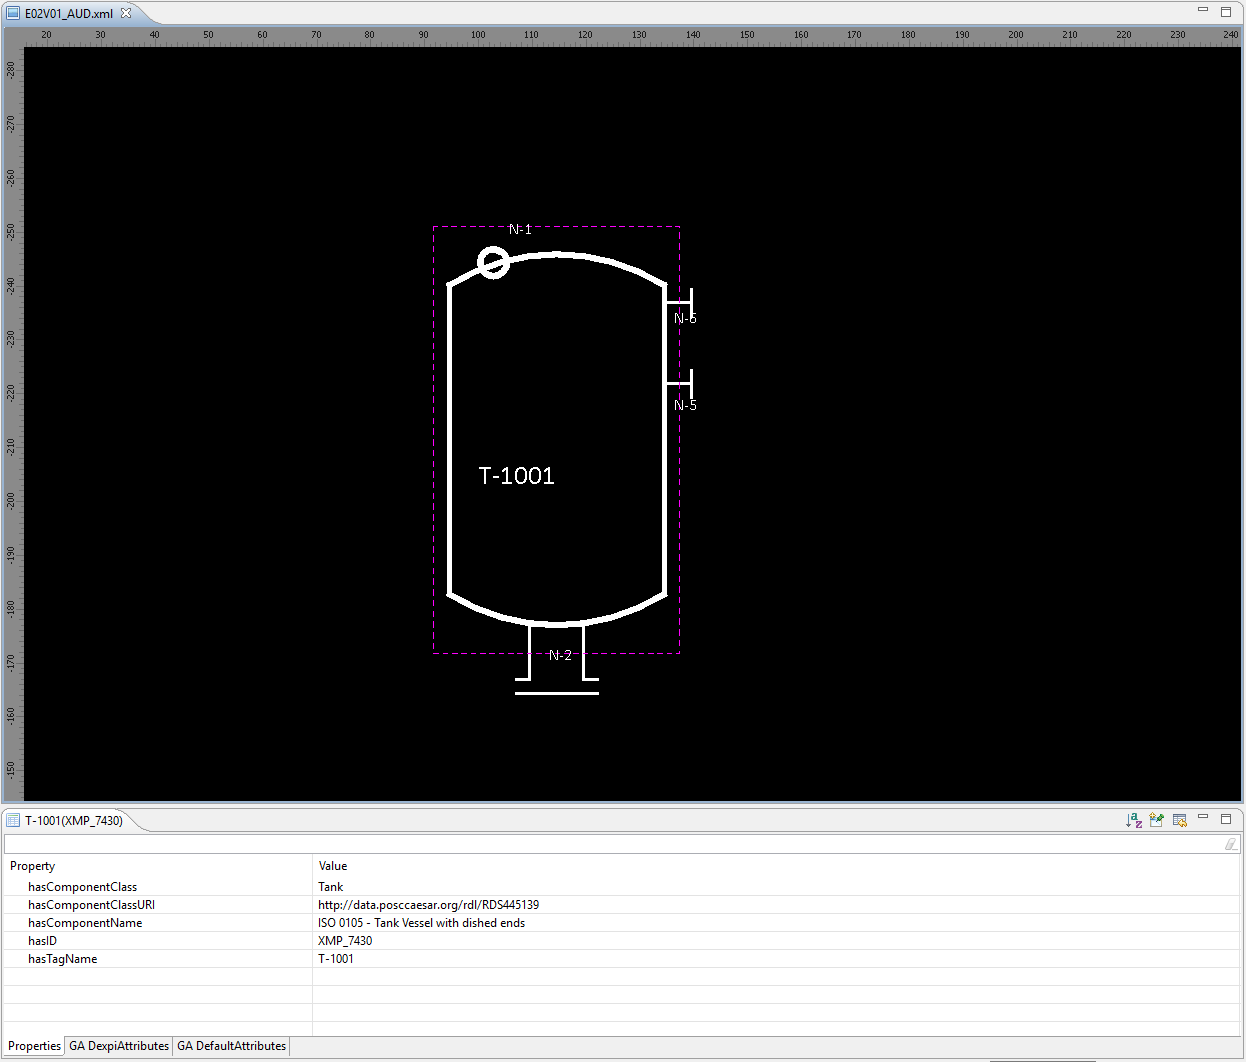 E02V01_AUD.xml
20 30 40 50 60 70 80 90 100 110 120 130 140 150 160 170 180 190 200 210 220 230 240
-280
-270
-260
-250
-240
-230
-220
-210
-200
-190
-180
-170
-160
-150
N-1
N-6
N-5
T-1001
N-2
T-1001(XMP_7430)
Property Value
hasComponentClass Tank
hasComponentClassURI http://data.posccaesar.org/rdl/RDS445139
hasComponentName ISO 0105 - Tank Vessel with dished ends
hasID XMP_7430
hasTagName T-1001
Properties GA DexpiAttributes GA DefaultAttributes